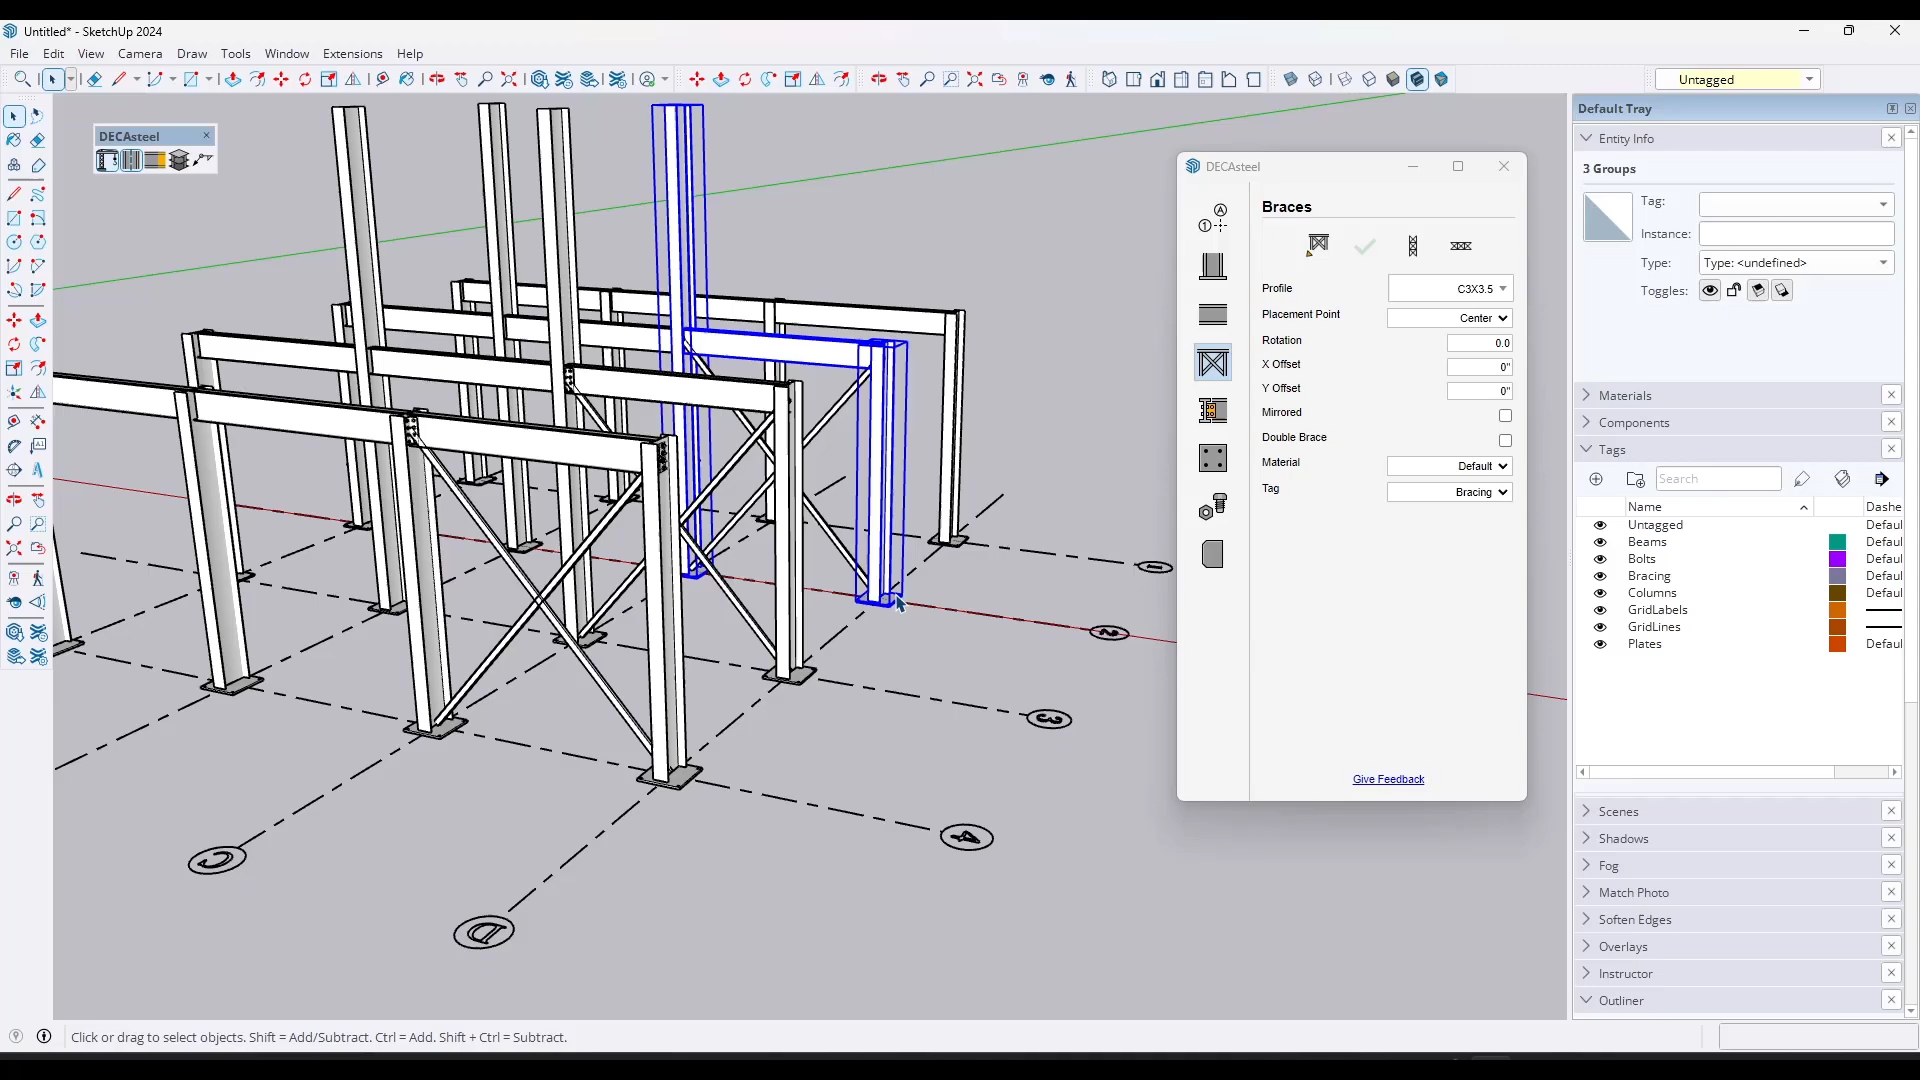 Untitled* - SketchUp 2024
File Edit View Camera Draw Tools Window Extensions Help
Untagged
DECAsteel
Default Tray
Entity Info
3 Groups
Tag:
Instance:
Type: Type: <undefined>
Toggles:
Materials
Components
Tags
Search
Name Dashe
Untagged Defaul
Beams Defaul
Bolts Defaul
Bracing Defaul
Columns Defaul
GridLabels
GridLines
Plates Defaul
Scenes
Shadows
Fog
Match Photo
Soften Edges
Overlays
Instructor
Outliner
DECAsteel
Braces
Profile C3X3.5
Placement Point Center
Rotation 0.0
X Offset 0"
Y Offset 0"
Mirrored
Double Brace
Material Default
Tag Bracing
Give Feedback
1
2
3
4
C
D
Click or drag to select objects. Shift = Add/Subtract. Ctrl = Add. Shift + Ctrl = Subtract.